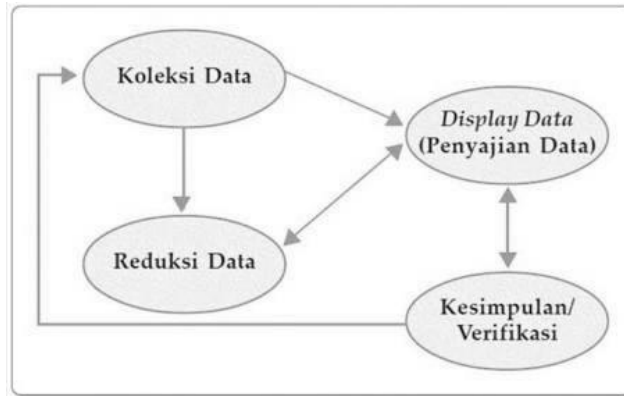 Koleksi Data
Display Data
(Penyajian Data)
Reduksi Data
Kesimpulan/
Verifikasi